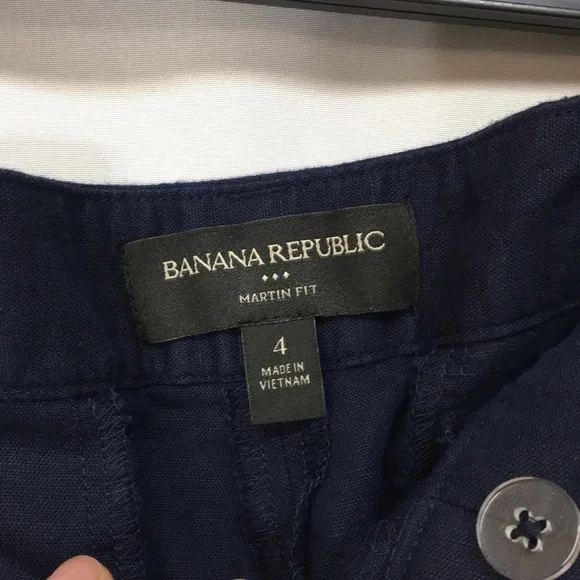 BANANA REPUBLIC
MARTIN FIT
4
MADE IN
VIETNAM